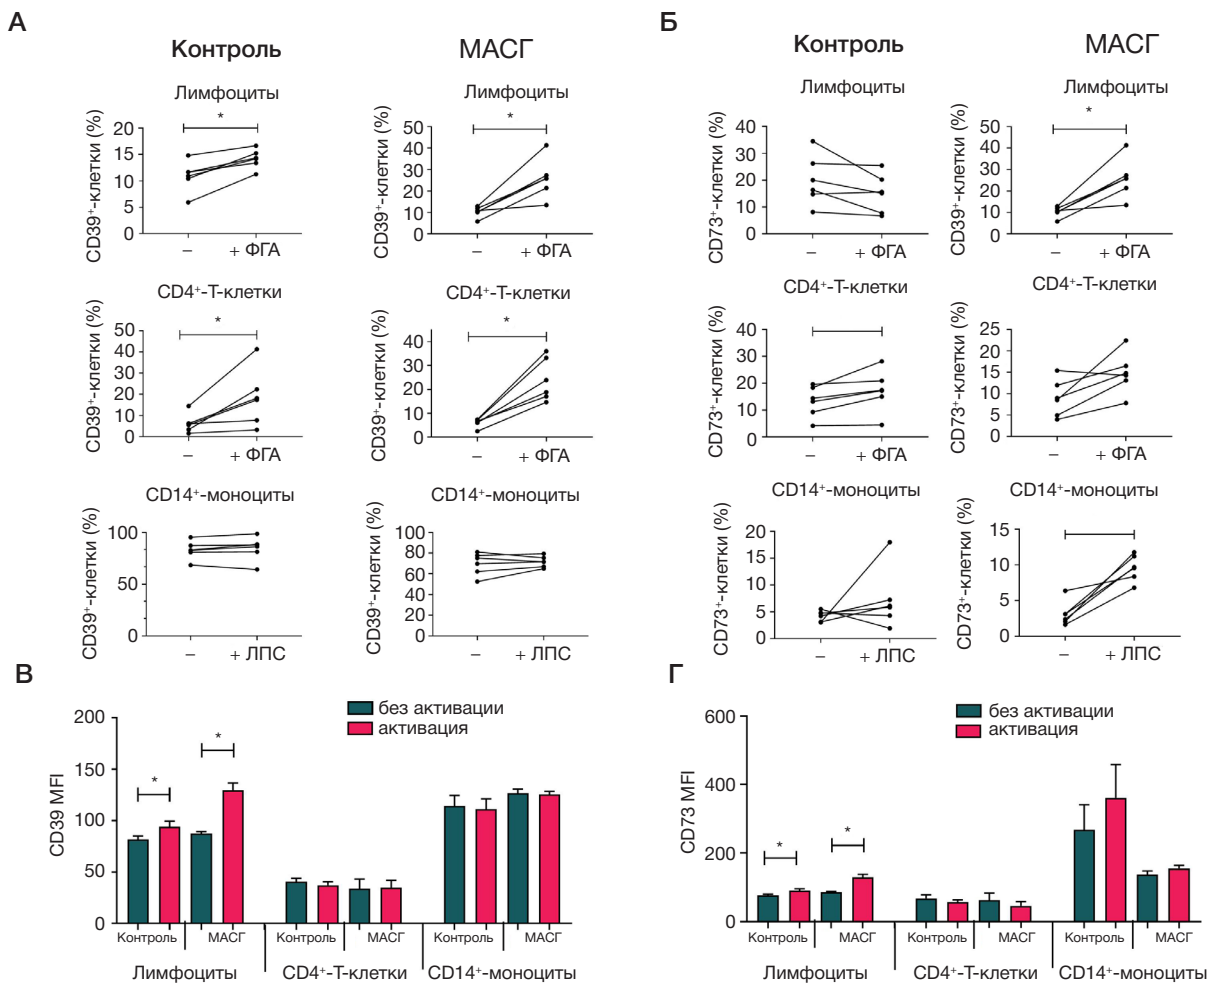 А
Контроль
МАСГ
Лимфоциты
Лимфоциты
CD39⁺-клетки (%)
20
15
10
5
0
*
–
+ ФГА
CD39⁺-клетки (%)
50
40
30
20
10
0
*
–
+ ФГА
CD4⁺-Т-клетки
CD4⁺-Т-клетки
CD39⁺-клетки (%)
50
40
30
20
10
0
*
–
+ ФГА
CD39⁺-клетки (%)
40
30
20
10
0
*
–
+ ФГА
CD14⁺-моноциты
CD14⁺-моноциты
CD39⁺-клетки (%)
100
50
0
–
+ ЛПС
CD39⁺-клетки (%)
100
80
60
40
20
0
–
+ ЛПС
Б
Контроль
МАСГ
Лимфоциты
Лимфоциты
CD73⁺-клетки (%)
40
30
20
10
0
–
+ ФГА
CD39⁺-клетки (%)
50
40
30
20
10
0
*
–
+ ФГА
CD4⁺-Т-клетки
CD4⁺-Т-клетки
CD73⁺-клетки (%)
40
30
20
10
0
–
+ ФГА
CD73⁺-клетки (%)
25
20
15
10
5
0
–
+ ФГА
CD14⁺-моноциты
CD14⁺-моноциты
CD73⁺-клетки (%)
20
15
10
5
0
–
+ ЛПС
CD73⁺-клетки (%)
15
10
5
0
–
+ ЛПС
В
без активации
активация
CD39 MFI
200
150
100
50
0
*
*
Контроль
МАСГ
Контроль
МАСГ
Контроль
МАСГ
Лимфоциты
CD4⁺-Т-клетки
CD14⁺-моноциты
Г
без активации
активация
CD73 MFI
600
400
200
0
*
*
Контроль
МАСГ
Контроль
МАСГ
Контроль
МАСГ
Лимфоциты
CD4⁺-Т-клетки
CD14⁺-моноциты